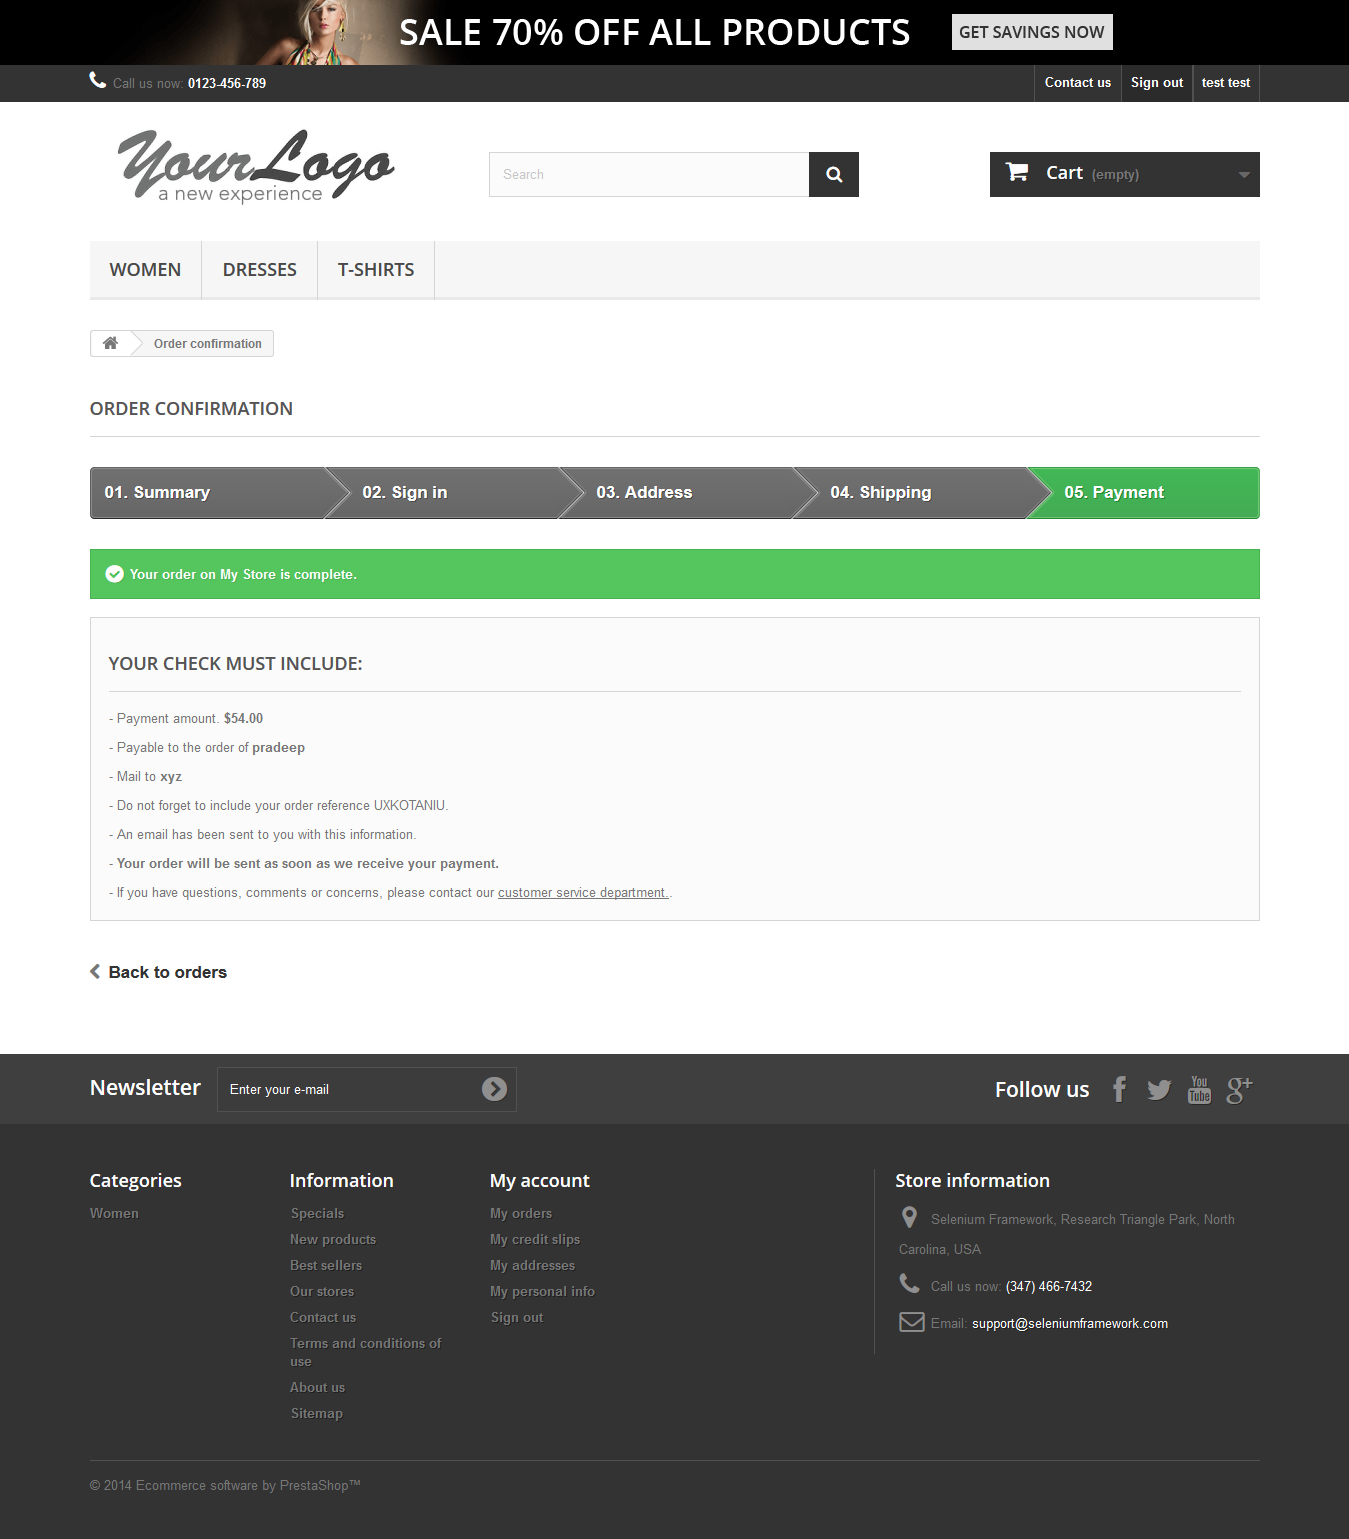 SALE 70% OFF ALL PRODUCTS GET SAVINGS NOW
Call us now: 0123-456-789 Contact us Sign out test test
YourLogo
a new experience
Search
Cart (empty)
WOMEN DRESSES T-SHIRTS
Order confirmation
ORDER CONFIRMATION
01. Summary 02. Sign in 03. Address 04. Shipping 05. Payment
Your order on My Store is complete.
YOUR CHECK MUST INCLUDE:
- Payment amount. $54.00
- Payable to the order of pradeep
- Mail to xyz
- Do not forget to include your order reference UXKOTANIU.
- An email has been sent to you with this information.
- Your order will be sent as soon as we receive your payment.
- If you have questions, comments or concerns, please contact our customer service department..
Back to orders
Newsletter Enter your e-mail Follow us You Tube
Categories
Women
Information
Specials
New products
Best sellers
Our stores
Contact us
Terms and conditions of
use
About us
Sitemap
My account
My orders
My credit slips
My addresses
My personal info
Sign out
Store information
Selenium Framework, Research Triangle Park, North
Carolina, USA
Call us now: (347) 466-7432
Email: support@seleniumframework.com
© 2014 Ecommerce software by PrestaShop™